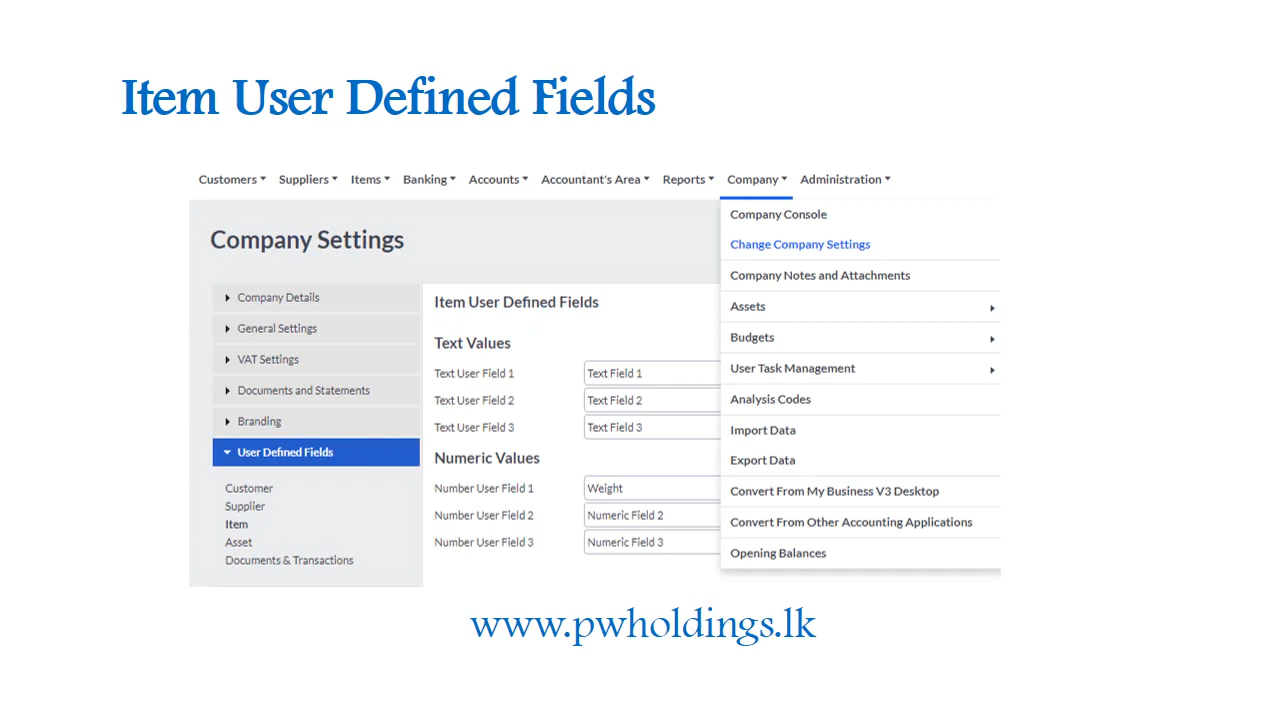 Item User Defined Fields
Customers Suppliers Items Banking Accounts Accountant's Area Reports Company Administration
Company Settings
Company Details
General Settings
VAT Settings
Documents and Statements
Branding
User Defined Fields
Customer
Supplier
Item
Asset
Documents & Transactions
Item User Defined Fields
Text Values
Text User Field 1 Text Field 1
Text User Field 2 Text Field 2
Text User Field 3 Text Field 3
Numeric Values
Number User Field 1 Weight
Number User Field 2 Numeric Field 2
Number User Field 3 Numeric Field 3
Company Console
Change Company Settings
Company Notes and Attachments
Assets
Budgets
User Task Management
Analysis Codes
Import Data
Export Data
Convert From My Business V3 Desktop
Convert From Other Accounting Applications
Opening Balances
www.pwholdings.lk